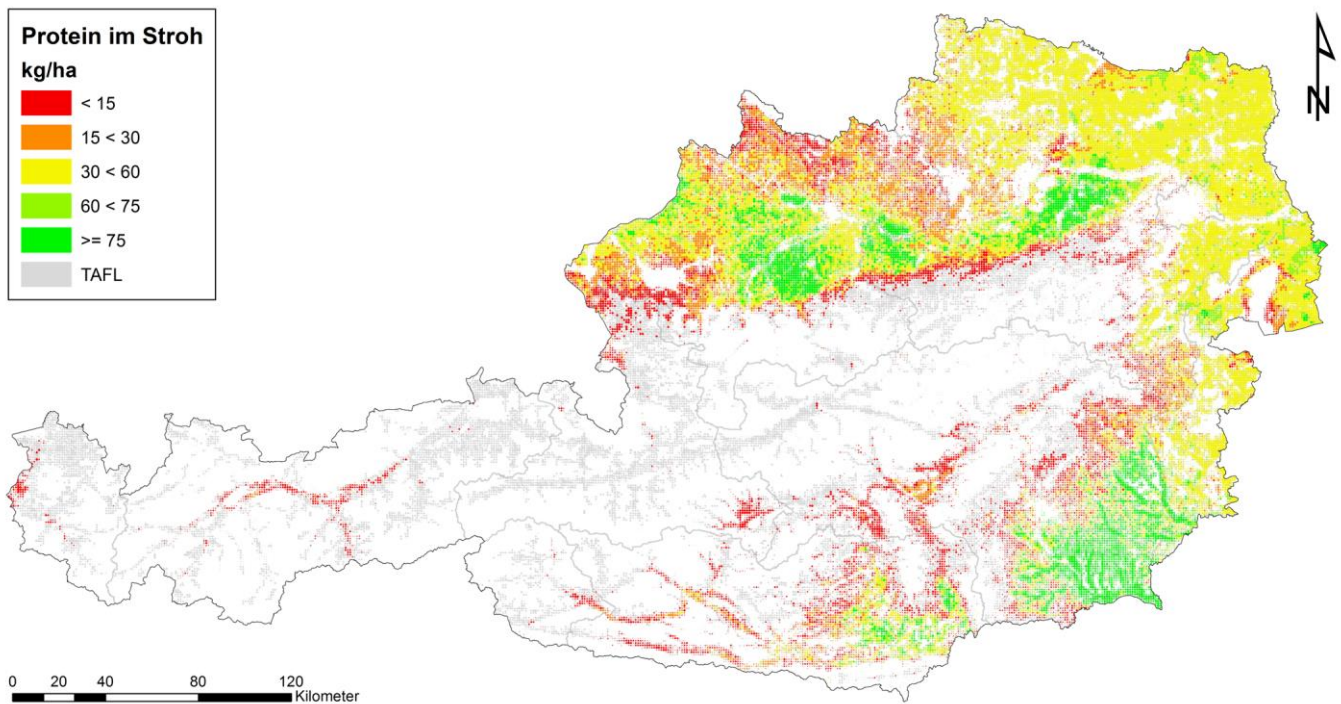 Protein im Stroh
kg/ha
< 15
15 < 30
30 < 60
60 < 75
>= 75
TAFL
N
0 20 40 80 120
Kilometer